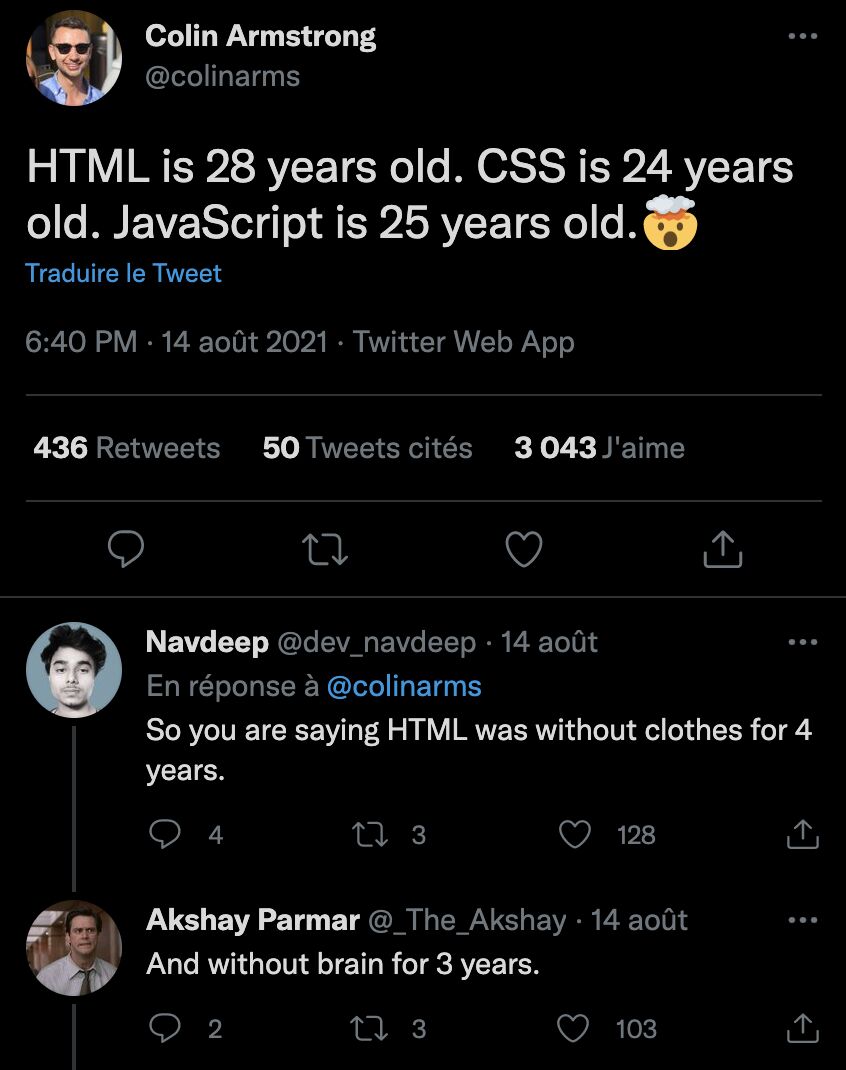 Colin Armstrong
@colinarms
HTML is 28 years old. CSS is 24 years
old. JavaScript is 25 years old.🤯
Traduire le Tweet
6:40 PM · 14 août 2021 · Twitter Web App
436 Retweets 50 Tweets cités 3 043 J'aime
Navdeep @dev_navdeep · 14 août
En réponse à @colinarms
So you are saying HTML was without clothes for 4
years.
4 3 128
Akshay Parmar @_The_Akshay · 14 août
And without brain for 3 years.
2 3 103